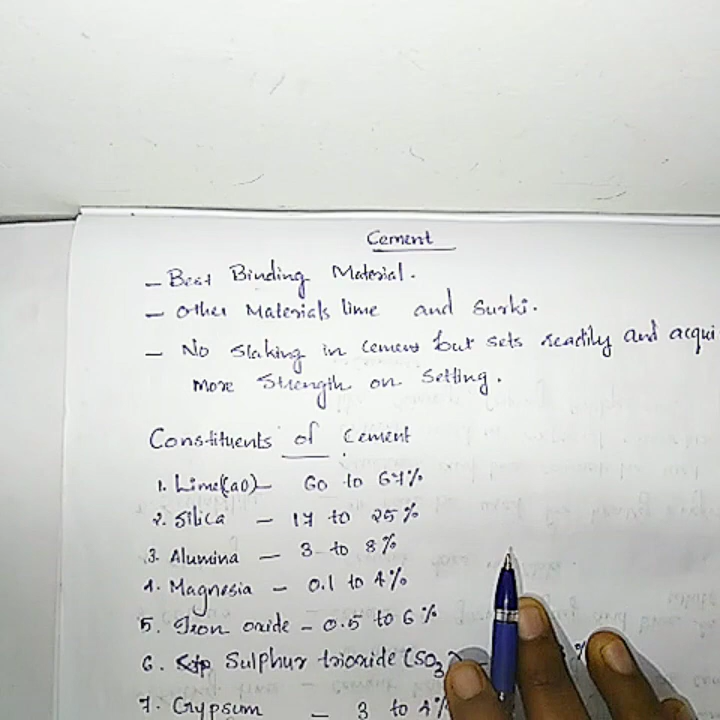 Cement
- Best Binding Material.
- Other Materials lime and Surki.
- No Slaking in cement but sets readily and acqui
more Strength on Setting.
Constituents of Cement
1. Lime(CaO) - 60 to 67%
2. Silica - 17 to 25%
3. Alumina - 3 to 8%
4. Magnesia - 0.1 to 4%
5. Iron oxide - 0.5 to 6%
6. Sulphur trioxide (SO3) - %
7. Gypsum - 3 to 4%